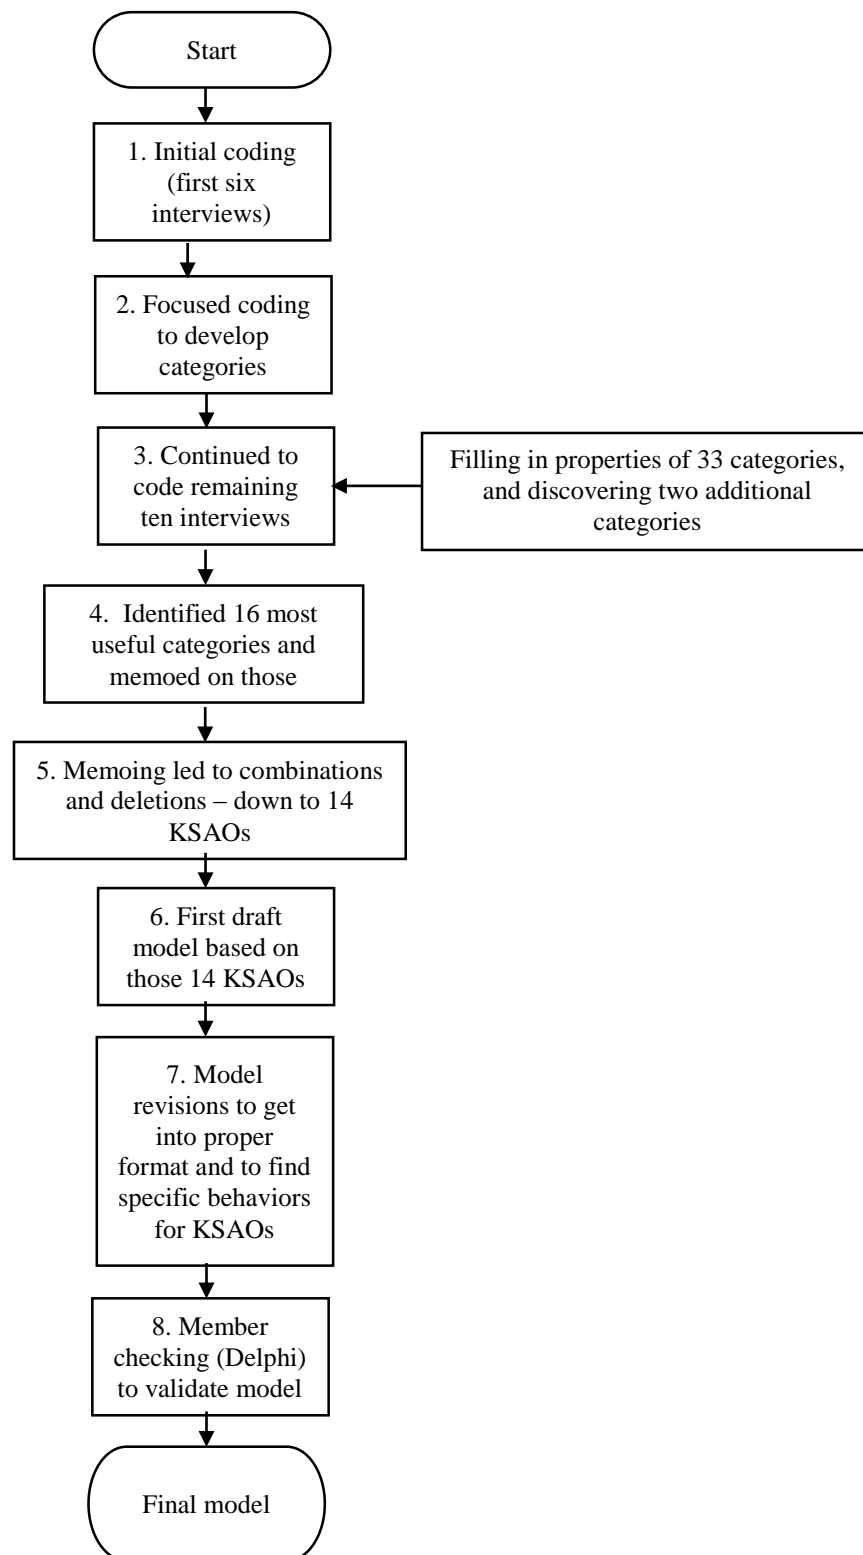 Start
1. Initial coding
(first six
interviews)
2. Focused coding
to develop
categories
3. Continued to
code remaining
ten interviews
Filling in properties of 33 categories,
and discovering two additional
categories
4.  Identified 16 most
useful categories and
memoed on those
5. Memoing led to combinations
and deletions – down to 14
KSAOs
6. First draft
model based on
those 14 KSAOs
7. Model
revisions to get
into proper
format and to find
specific behaviors
for KSAOs
8. Member
checking (Delphi)
to validate model
Final model